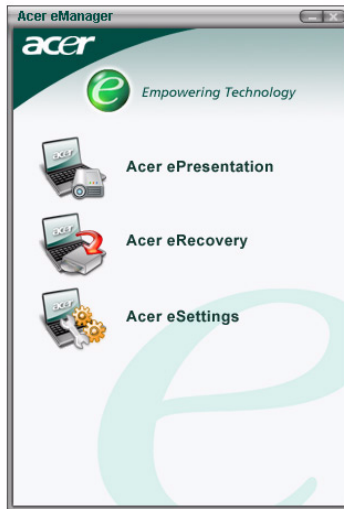 Acer eManager
acer
e Empowering Technology
Acer ePresentation
Acer eRecovery
Acer eSettings